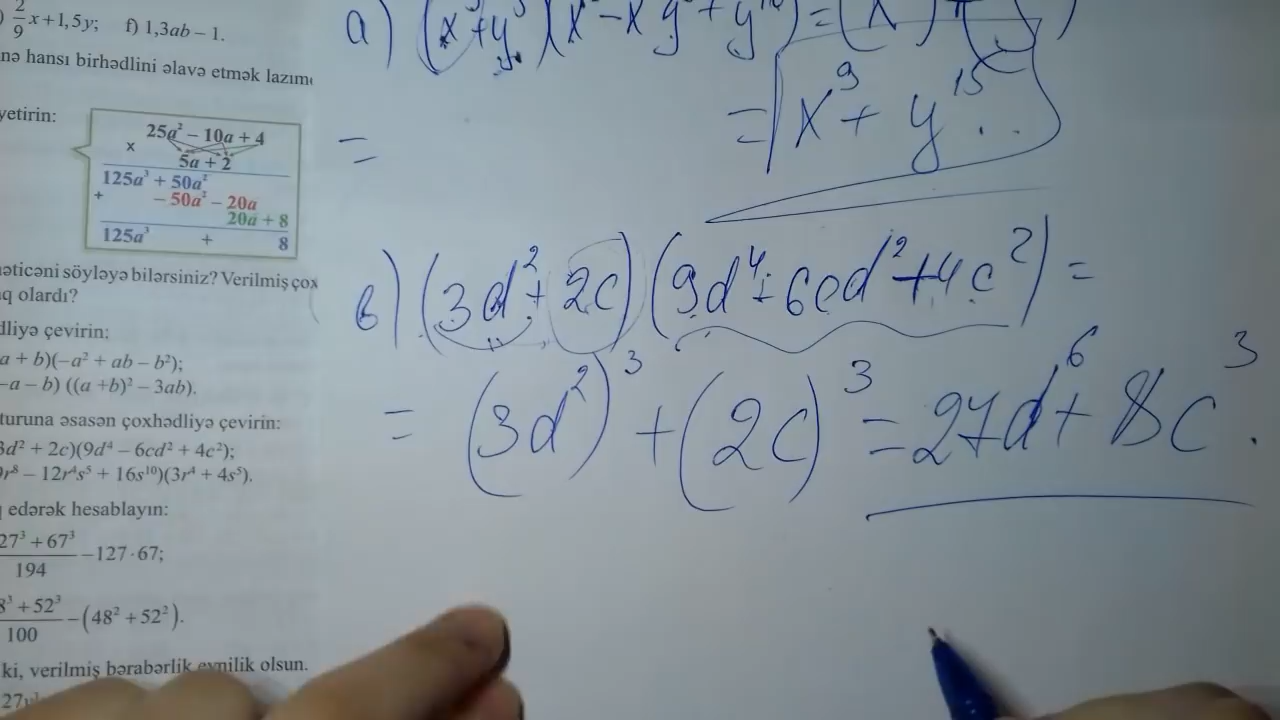 2/9 x+1,5y; f) 1,3ab – 1.
nə hansı birhədlini əlavə etmək lazım
yetirin:
25a² – 10a + 4
x
5a + 2
125a³ + 50a²
+ – 50a² – 20a
20a + 8
125a³ + 8
əticəni söyləyə bilərsiniz? Verilmiş çox
q olardı?
dliyə çevirin:
a + b)(–a² + ab – b²);
–a – b) ((a +b)² – 3ab).
turuna əsasən çoxhədliyə çevirin:
3d² + 2c)(9d⁴ – 6cd² + 4c²);
9r⁸ – 12r⁴s⁵ + 16s¹⁰)(3r⁴ + 4s⁵).
edərək hesablayın:
27³ + 67³/194 – 127·67;
8³ + 52³/100 – (48² + 52²).
ki, verilmiş bərabərlik eynilik olsun.
27
a)
=
= x⁹ + y¹⁵ ..
в) (3d² + 2c)(9d⁴ – 6cd² + 4c²) =
= (3d²)³ + (2c)³ = 27d⁶ + 8c³.